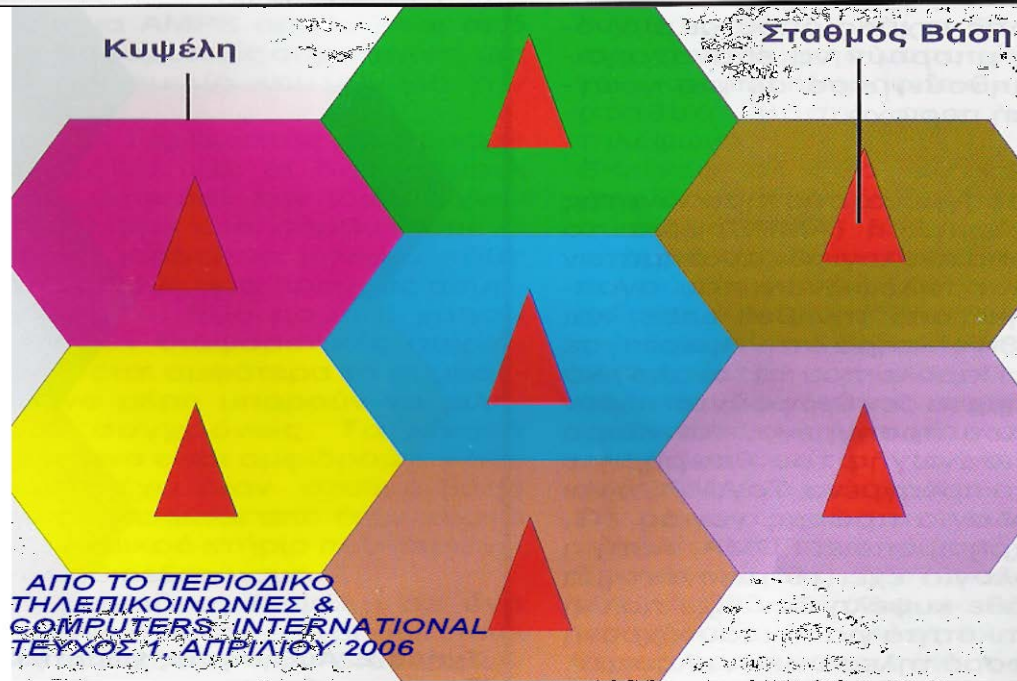 Κυψέλη
Σταθμός Βάση
ΑΠΟ ΤΟ ΠΕΡΙΟΔΙΚΟ
ΤΗΛΕΠΙΚΟΙΝΩΝΙΕΣ &
COMPUTERS INTERNATIONAL
ΤΕΥΧΟΣ 1, ΑΠΡΙΛΙΟΥ 2006